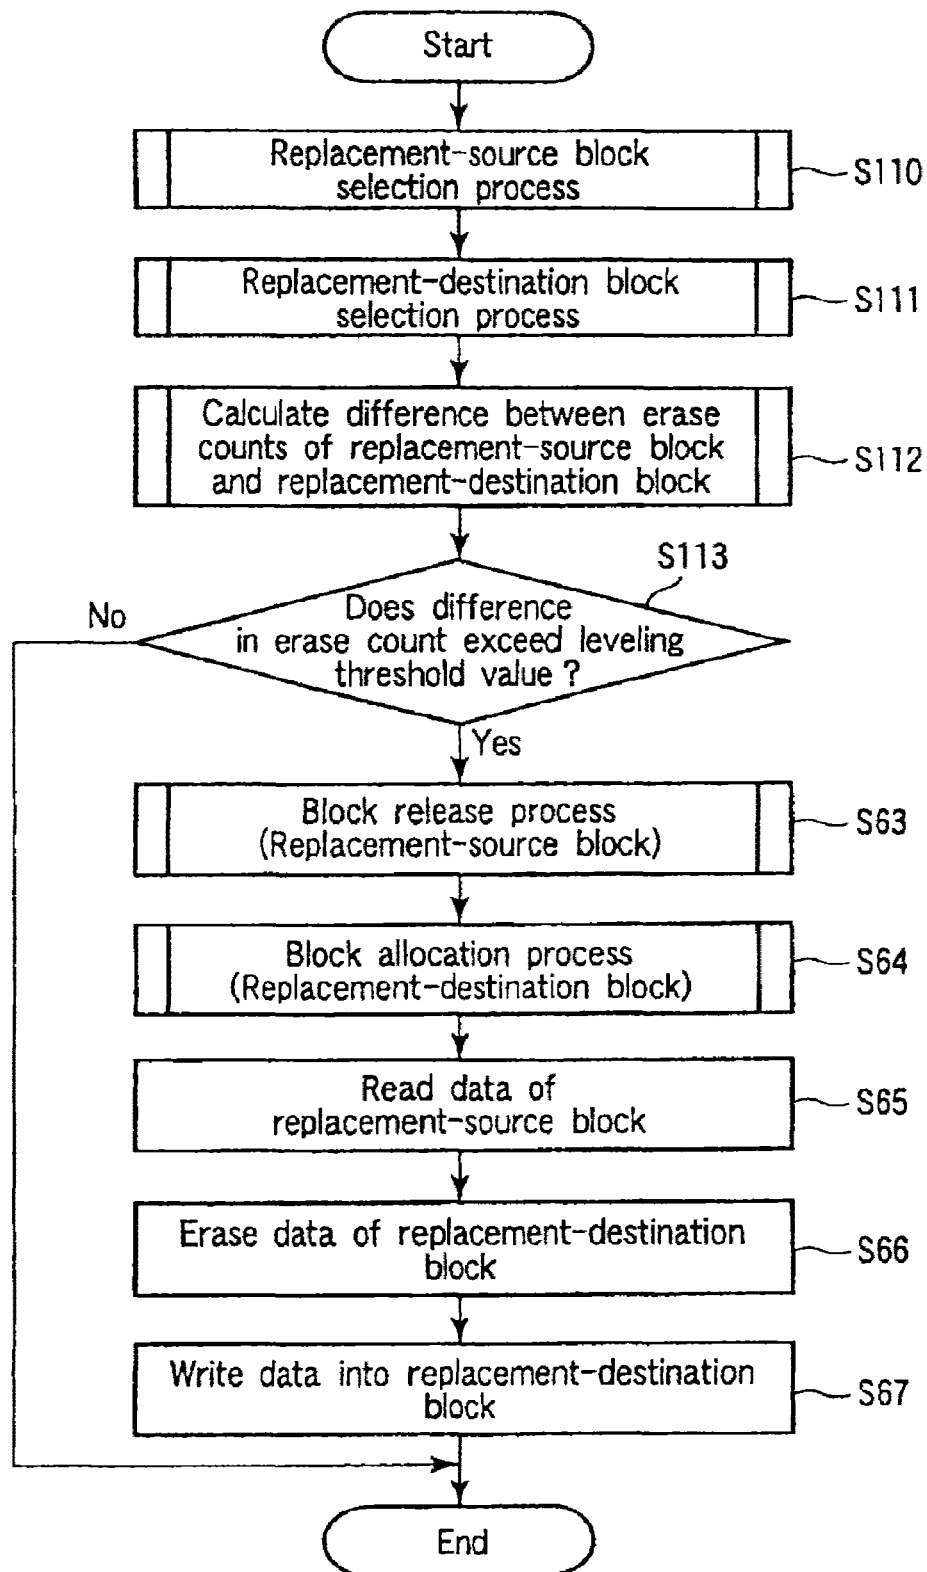 Start
Replacement-source block
selection process
S110
Replacement-destination block
selection process
S111
Calculate difference between erase
counts of replacement-source block
and replacement-destination block
S112
S113
Does difference
in erase count exceed leveling
threshold value ?
No
Yes
Block release process
(Replacement-source block)
S63
Block allocation process
(Replacement-destination block)
S64
Read data of
replacement-source block
S65
Erase data of replacement-destination
block
S66
Write data into replacement-destination
block
S67
End